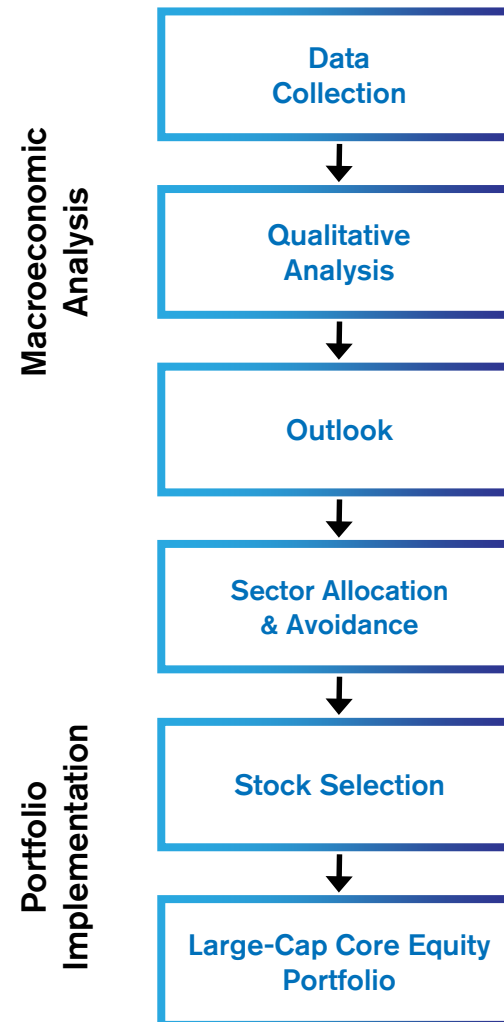 Macroeconomic
Analysis
Data
Collection
Qualitative
Analysis
Outlook
Portfolio
Implementation
Sector Allocation
& Avoidance
Stock Selection
Large-Cap Core Equity
Portfolio